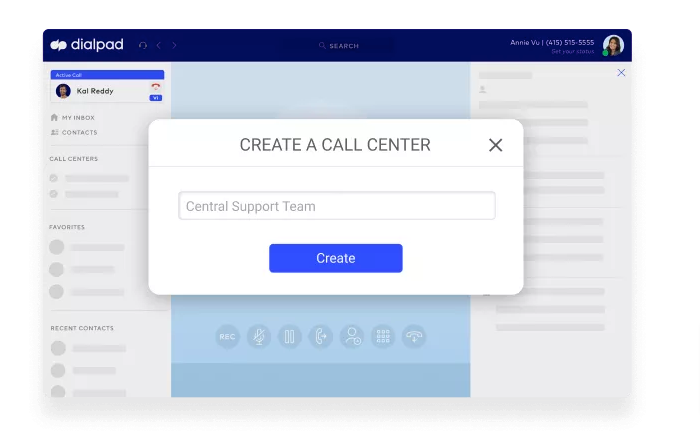 dialpad
SEARCH
Annie Vu | (415) 515-5555
Set your status
Active Call
Kal Reddy
VI
MY INBOX
CONTACTS
CALL CENTERS
FAVORITES
RECENT CONTACTS
CREATE A CALL CENTER
Central Support Team
Create
REC